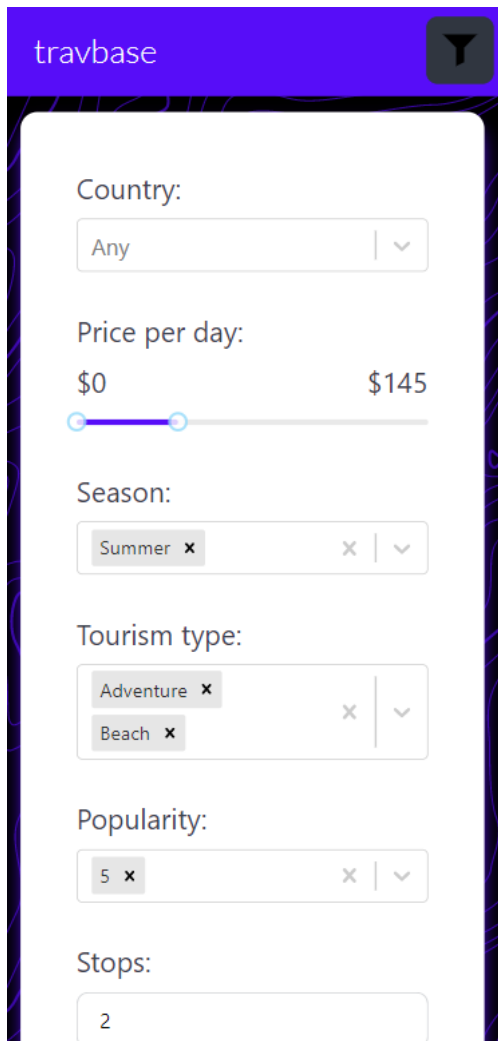 travbase
Country:
Any
Price per day:
$0 $145
Season:
Summer ×
Tourism type:
Adventure ×
Beach ×
Popularity:
5 ×
Stops:
2